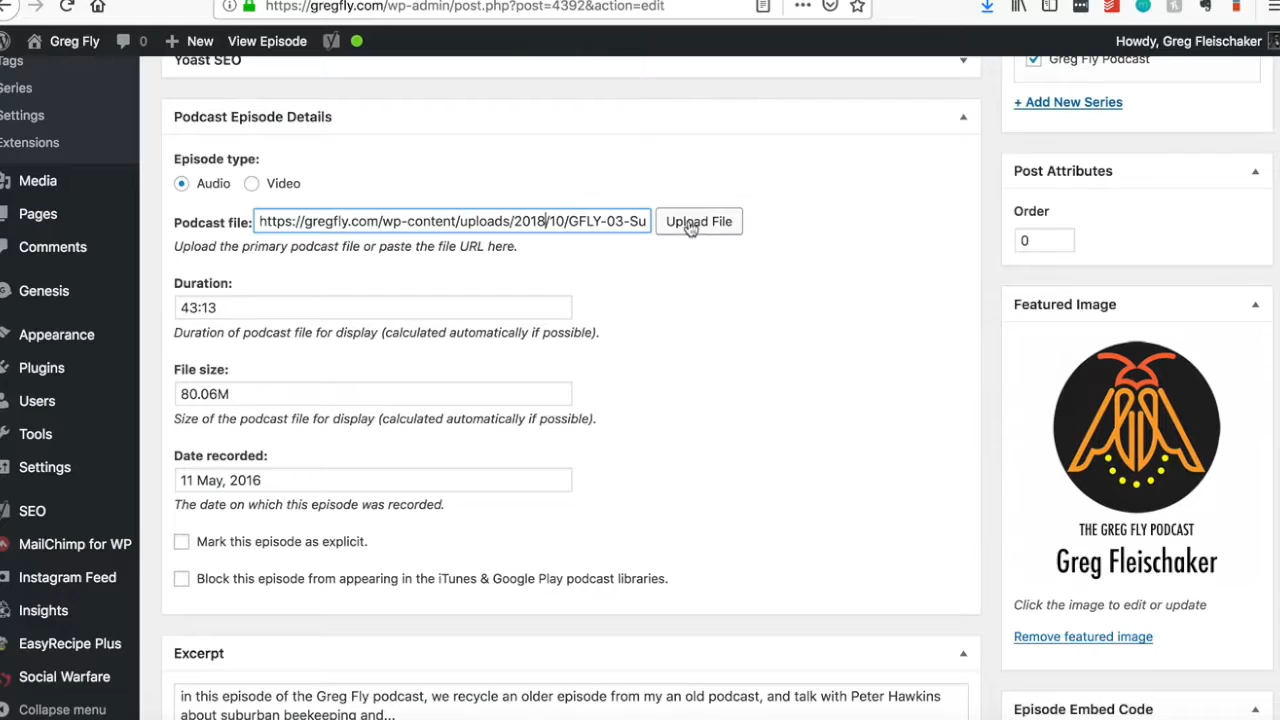 https://gregfly.com/wp-admin/post.php?post=4392&action=edit
Greg Fly
0
New
View Episode
Howdy, Greg Fleischaker
Tags
Series
Settings
Extensions
Media
Pages
Comments
Genesis
Appearance
Plugins
Users
Tools
Settings
SEO
MailChimp for WP
Instagram Feed
Insights
EasyRecipe Plus
Social Warfare
Collapse menu
Yoast SEO
Podcast Episode Details
Episode type:
Audio Video
Podcast file: https://gregfly.com/wp-content/uploads/2018/10/GFLY-03-Su Upload File
Upload the primary podcast file or paste the file URL here.
Duration:
43:13
Duration of podcast file for display (calculated automatically if possible).
File size:
80.06M
Size of the podcast file for display (calculated automatically if possible).
Date recorded:
11 May, 2016
The date on which this episode was recorded.
Mark this episode as explicit.
Block this episode from appearing in the iTunes & Google Play podcast libraries.
Excerpt
in this episode of the Greg Fly podcast, we recycle an older episode from my an old podcast, and talk with Peter Hawkins
about suburban beekeeping and...
Greg Fly Podcast
+ Add New Series
Post Attributes
Order
0
Featured Image
THE GREG FLY PODCAST
Greg Fleischaker
Click the image to edit or update
Remove featured image
Episode Embed Code